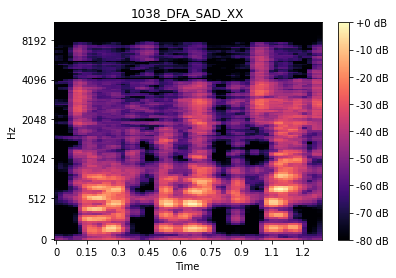 1038_DFA_SAD_XX
Hz
8192
4096
2048
1024
512
0
0
0.15
0.3
0.45
0.6
0.75
0.9
1.1
1.2
Time
+0 dB
-10 dB
-20 dB
-30 dB
-40 dB
-50 dB
-60 dB
-70 dB
-80 dB